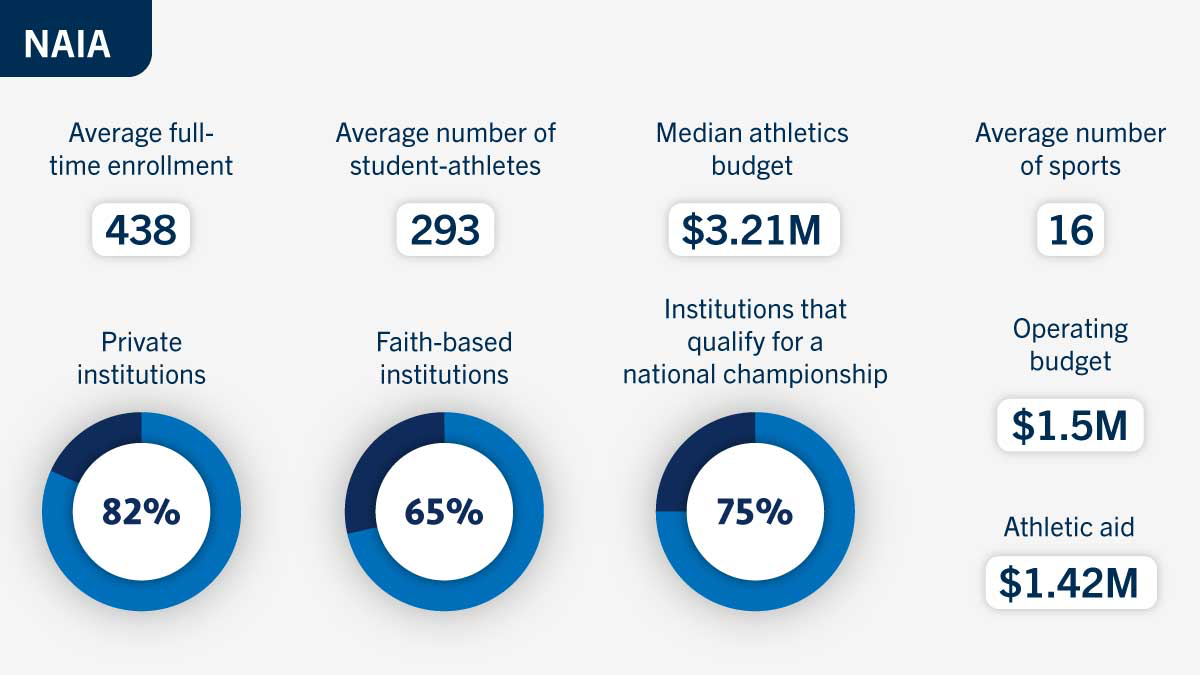 NAIA
Average full-
time enrollment
438
Average number of
student-athletes
293
Median athletics
budget
$3.21M
Average number
of sports
16
Private
institutions
82%
Faith-based
institutions
65%
Institutions that
qualify for a
national championship
75%
Operating
budget
$1.5M
Athletic aid
$1.42M